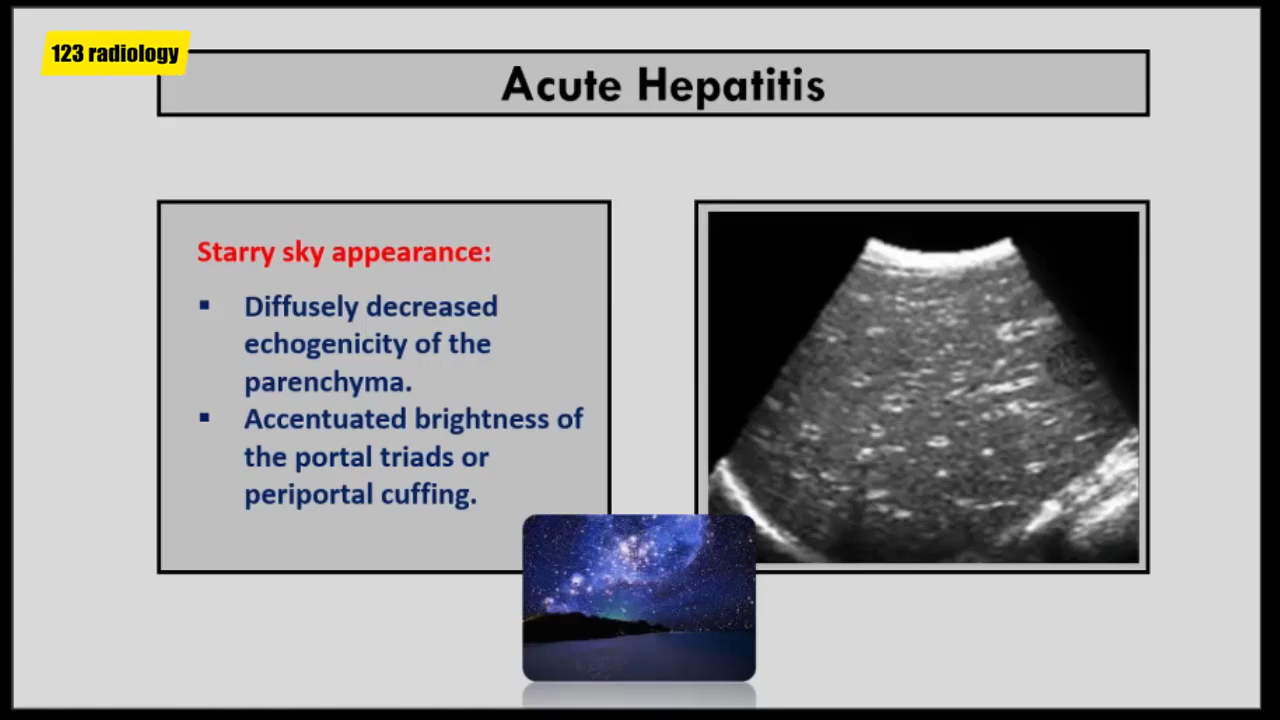 123 radiology
Acute Hepatitis
Starry sky appearance:
▪ Diffusely decreased
echogenicity of the
parenchyma.
▪ Accentuated brightness of
the portal triads or
periportal cuffing.